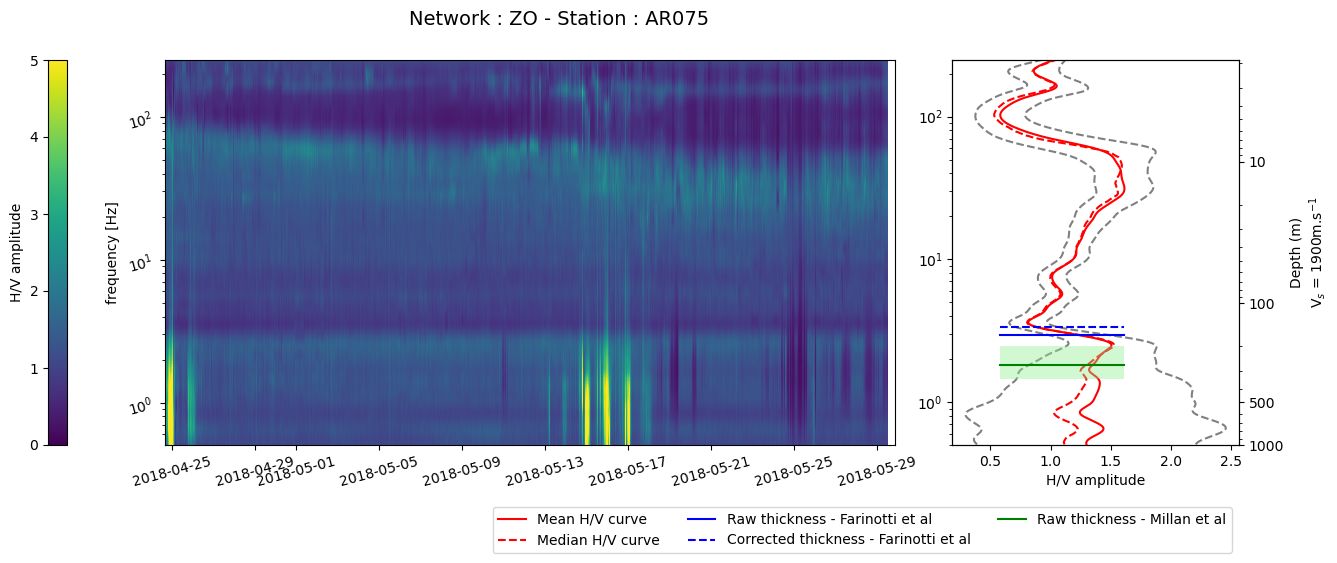 Network : ZO - Station : AR075
H/V amplitude
5
4
3
2
1
0
frequency [Hz]
10²
10¹
10⁰
2018-04-25
2018-04-29
2018-05-01
2018-05-05
2018-05-09
2018-05-13
2018-05-17
2018-05-21
2018-05-25
2018-05-29
10²
10¹
10⁰
0.5
1.0
1.5
2.0
2.5
H/V amplitude
10
100
500
1000
Depth (m)
Vₛ = 1900m.s⁻¹
Mean H/V curve
Median H/V curve
Raw thickness - Farinotti et al
Corrected thickness - Farinotti et al
Raw thickness - Millan et al